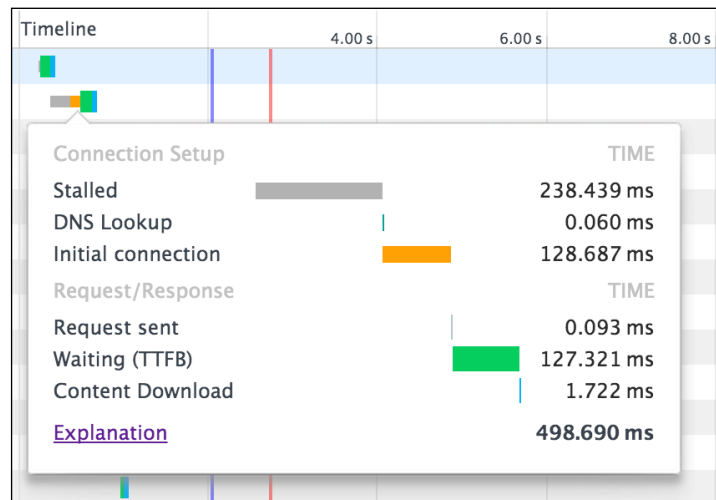 Timeline
4.00 s 6.00 s 8.00 s
Connection Setup TIME
Stalled 238.439 ms
DNS Lookup 0.060 ms
Initial connection 128.687 ms
Request/Response TIME
Request sent 0.093 ms
Waiting (TTFB) 127.321 ms
Content Download 1.722 ms
Explanation 498.690 ms